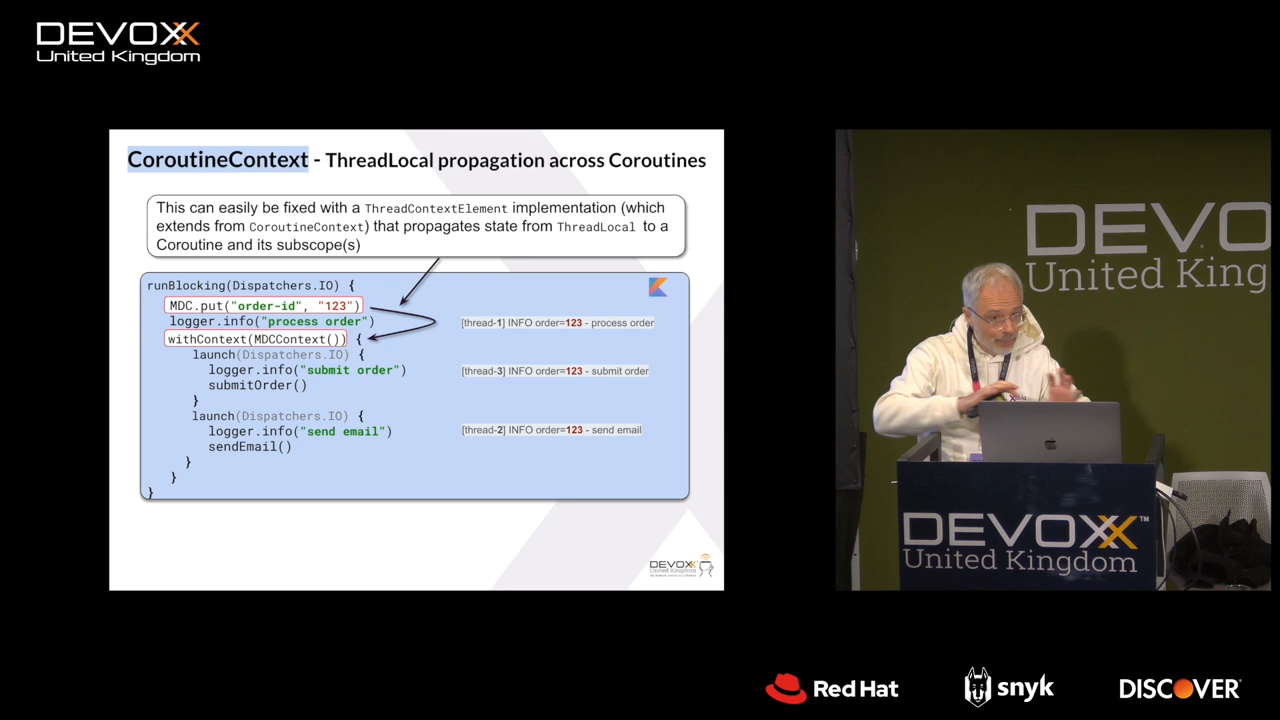 DEVOXX
United Kingdom
CoroutineContext - ThreadLocal propagation across Coroutines
This can easily be fixed with a ThreadContextElement implementation (which
extends from CoroutineContext) that propagates state from ThreadLocal to a
Coroutine and its subscope(s)
runBlocking(Dispatchers.IO) {
MDC.put("order-id", "123")
logger.info("process order")
[thread-1] INFO order=123 - process order
withContext(MDCContext()) {
launch(Dispatchers.IO) {
logger.info("submit order")
[thread-3] INFO order=123 - submit order
submitOrder()
}
launch(Dispatchers.IO) {
logger.info("send email")
[thread-2] INFO order=123 - send email
sendEmail()
}
}
}
DEVOXX
United Kingdom
DEVO
United King
DEVOXX™
United Kingdom
Red Hat
snyk
DISCOVER